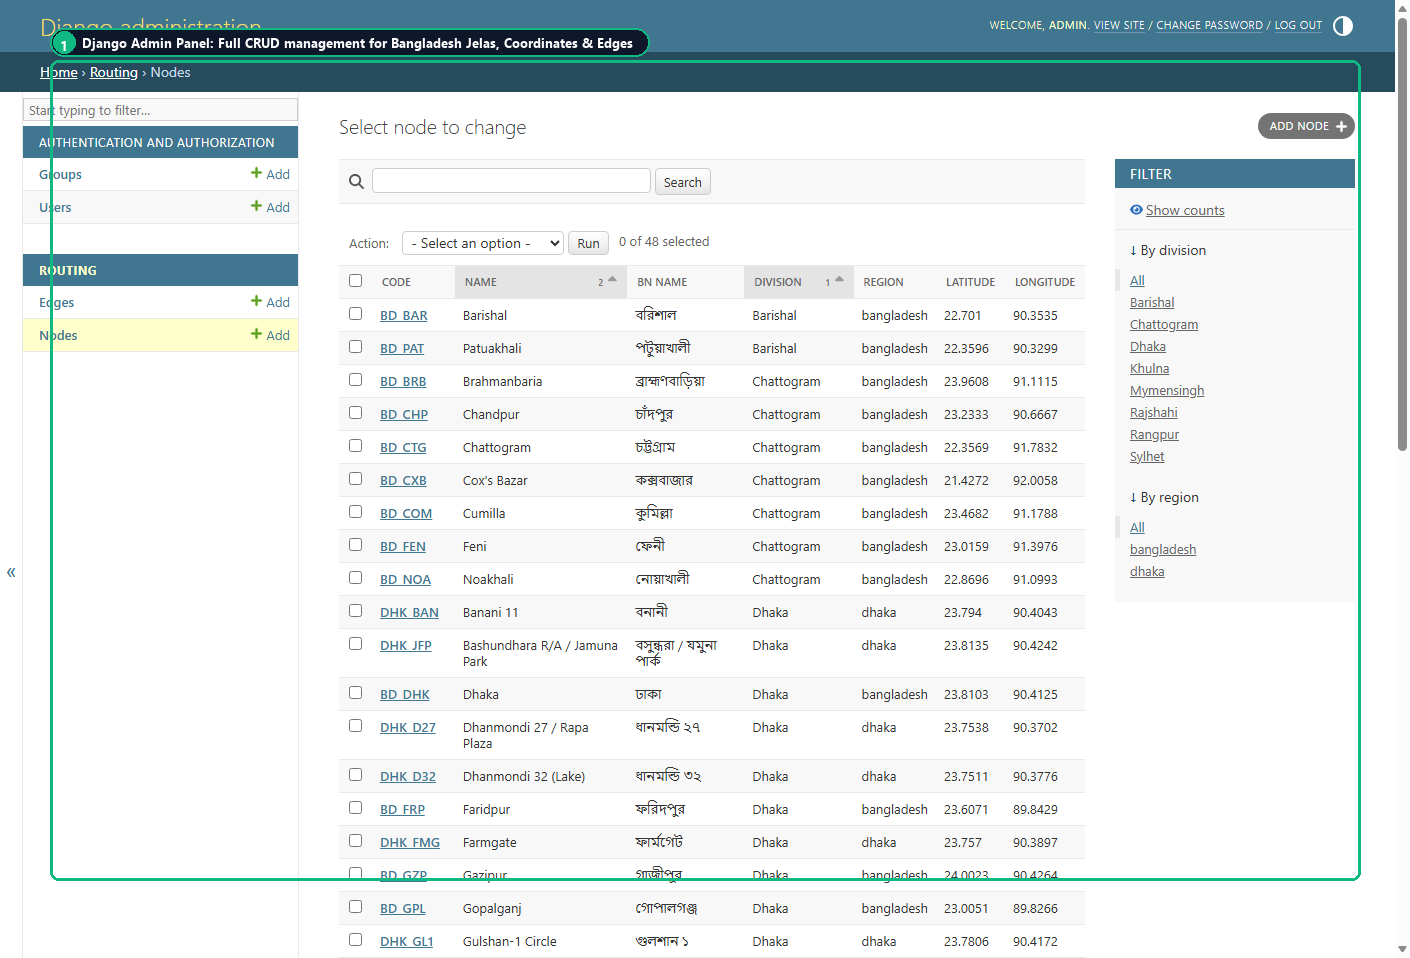 Django administration
WELCOME, ADMIN. VIEW SITE / CHANGE PASSWORD / LOG OUT
1 Django Admin Panel: Full CRUD management for Bangladesh Jelas, Coordinates & Edges
Home › Routing › Nodes
Start typing to filter...
AUTHENTICATION AND AUTHORIZATION
Groups + Add
Users + Add
ROUTING
Edges + Add
Nodes + Add
«
Select node to change
ADD NODE +
Search
Action: - Select an option - Run 0 of 48 selected
CODE NAME 2 BN NAME DIVISION 1 REGION LATITUDE LONGITUDE
BD_BAR Barishal বরিশাল Barishal bangladesh 22.701 90.3535
BD_PAT Patuakhali পটুয়াখালী Barishal bangladesh 22.3596 90.3299
BD_BRB Brahmanbaria ব্রাহ্মণবাড়িয়া Chattogram bangladesh 23.9608 91.1115
BD_CHP Chandpur চাঁদপুর Chattogram bangladesh 23.2333 90.6667
BD_CTG Chattogram চট্টগ্রাম Chattogram bangladesh 22.3569 91.7832
BD_CXB Cox's Bazar কক্সবাজার Chattogram bangladesh 21.4272 92.0058
BD_COM Cumilla কুমিল্লা Chattogram bangladesh 23.4682 91.1788
BD_FEN Feni ফেনী Chattogram bangladesh 23.0159 91.3976
BD_NOA Noakhali নোয়াখালী Chattogram bangladesh 22.8696 91.0993
DHK_BAN Banani 11 বনানী Dhaka dhaka 23.794 90.4043
DHK_JFP Bashundhara R/A / Jamuna Park বসুন্ধরা / যমুনা পার্ক Dhaka dhaka 23.8135 90.4242
BD_DHK Dhaka ঢাকা Dhaka bangladesh 23.8103 90.4125
DHK_D27 Dhanmondi 27 / Rapa Plaza ধানমন্ডি ২৭ Dhaka dhaka 23.7538 90.3702
DHK_D32 Dhanmondi 32 (Lake) ধানমন্ডি ৩২ Dhaka dhaka 23.7511 90.3776
BD_FRP Faridpur ফরিদপুর Dhaka bangladesh 23.6071 89.8429
DHK_FMG Farmgate ফার্মগেট Dhaka dhaka 23.757 90.3897
BD_GZP Gazipur গাজীপুর Dhaka bangladesh 24.0023 90.4264
BD_GPL Gopalganj গোপালগঞ্জ Dhaka bangladesh 23.0051 89.8266
DHK_GL1 Gulshan-1 Circle গুলশান ১ Dhaka dhaka 23.7806 90.4172
FILTER
Show counts
↓ By division
All
Barishal
Chattogram
Dhaka
Khulna
Mymensingh
Rajshahi
Rangpur
Sylhet
↓ By region
All
bangladesh
dhaka